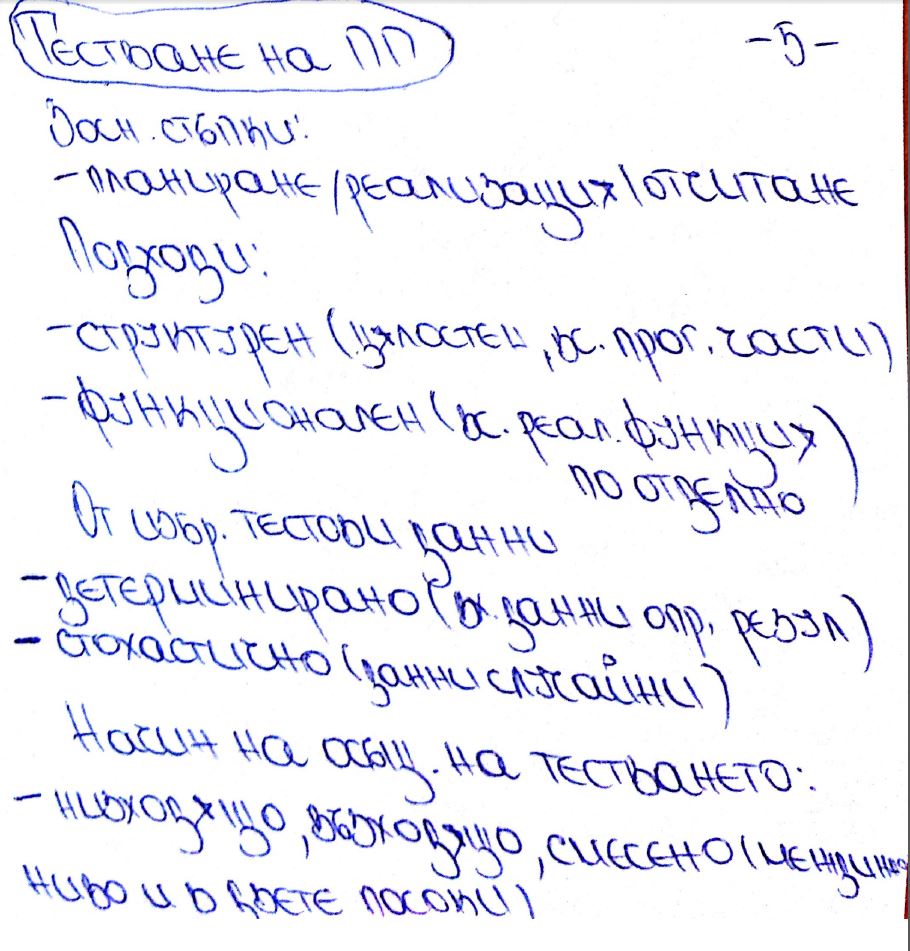 Тестване на ПП
-5-
3 осн. стъпки:
- планиране/реализация/отчитане
Подходи:
- структурен (цялостен, вс. прог. части)
- функционален (вс. реал. функция
по отделно)
От избр. тестови данни
- детерминирано (вх. данни опр. резул)
- стохастично (данни случайни)
Начин на осъщ. на тестването:
- низходящо, възходящо, смесено (междинно
ниво и в двете посоки)